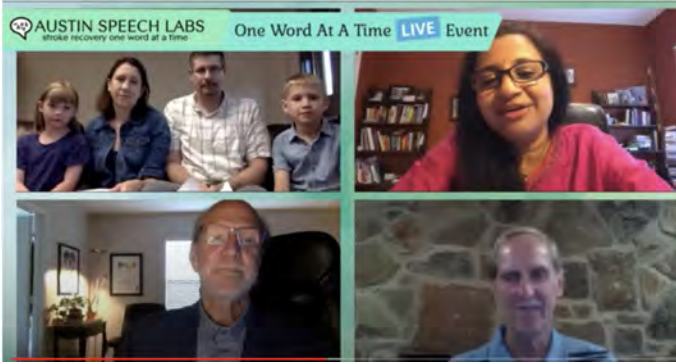 AUSTIN SPEECH LABS
stroke recovery one word at a time
One Word At A Time LIVE Event